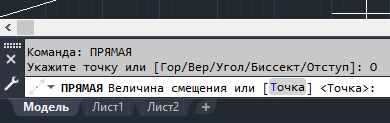 Команда: ПРЯМАЯ
Укажите точку или [Гор/Вер/Угол/Биссект/Отступ]: О
ПРЯМАЯ Величина смещения или [Точка] <Точка>:
Модель Лист1 Лист2 +